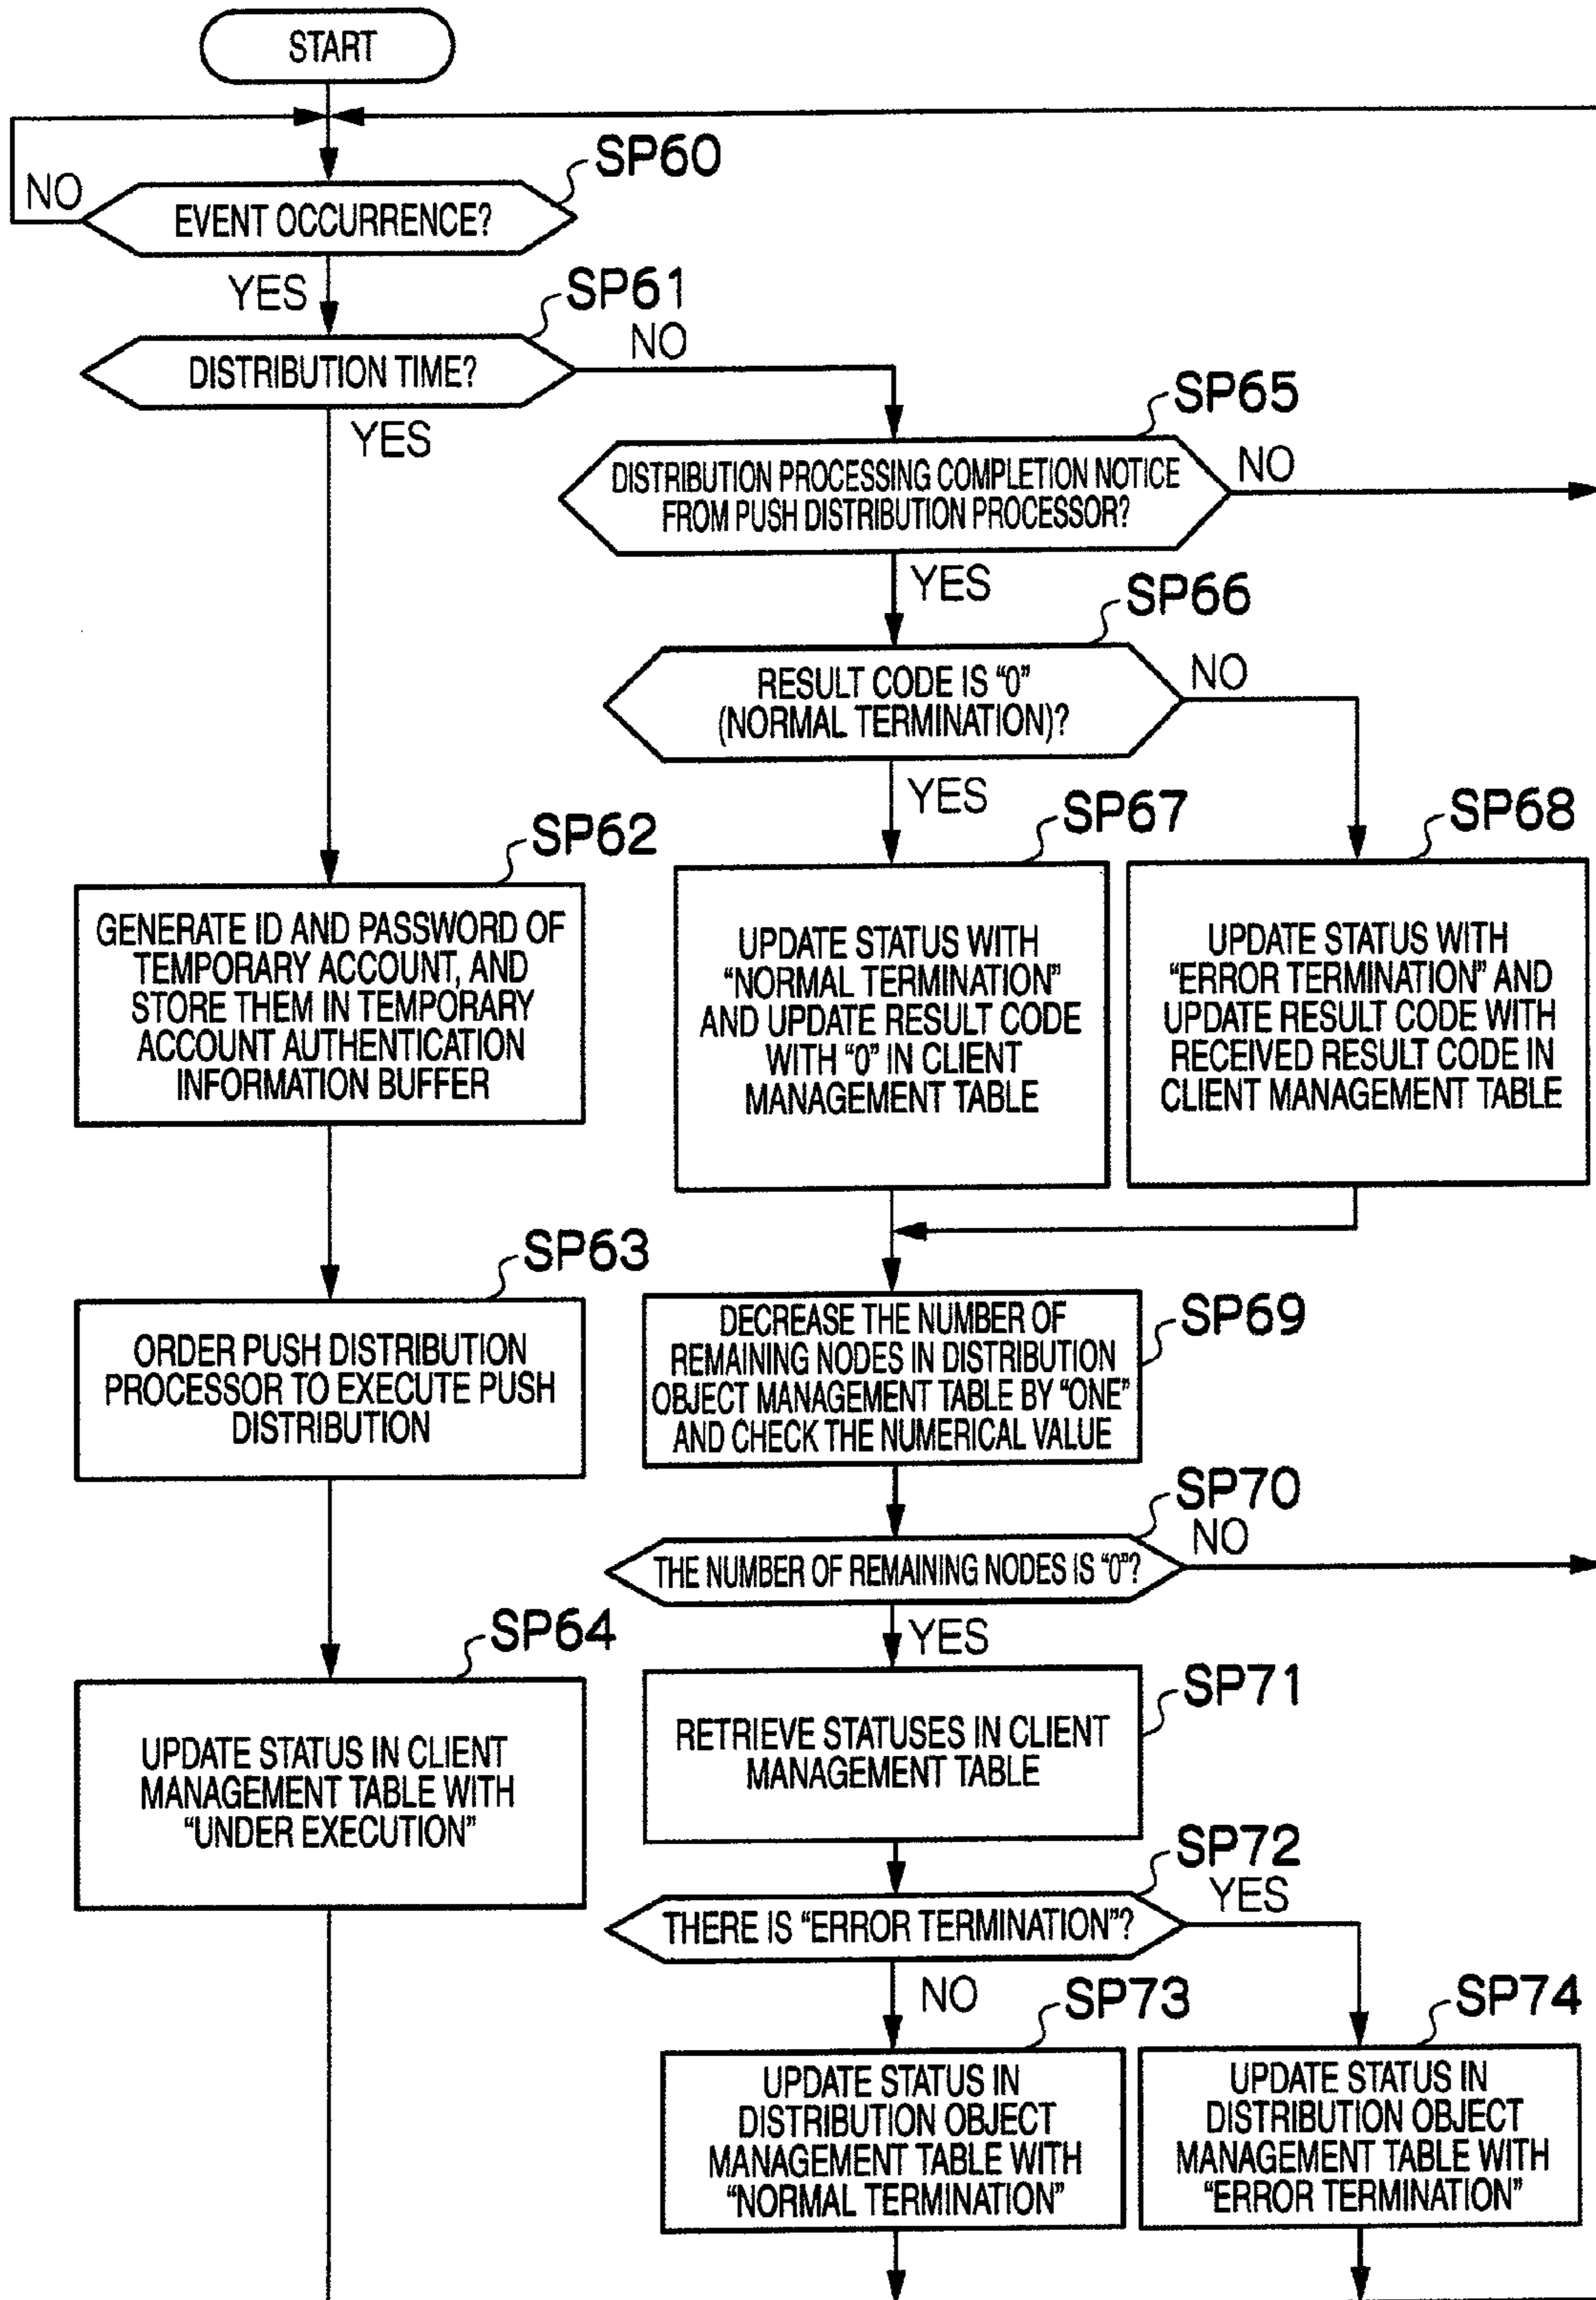 START
SP60
NO
EVENT OCCURRENCE?
YES
SP61
NO
DISTRIBUTION TIME?
YES
SP65
DISTRIBUTION PROCESSING COMPLETION NOTICE
FROM PUSH DISTRIBUTION PROCESSOR?
NO
YES
SP66
RESULT CODE IS “0”
(NORMAL TERMINATION)?
NO
YES
SP62
GENERATE ID AND PASSWORD OF
TEMPORARY ACCOUNT, AND
STORE THEM IN TEMPORARY
ACCOUNT AUTHENTICATION
INFORMATION BUFFER
SP67
UPDATE STATUS WITH
“NORMAL TERMINATION”
AND UPDATE RESULT CODE
WITH “0” IN CLIENT
MANAGEMENT TABLE
SP68
UPDATE STATUS WITH
“ERROR TERMINATION” AND
UPDATE RESULT CODE WITH
RECEIVED RESULT CODE IN
CLIENT MANAGEMENT TABLE
SP63
ORDER PUSH DISTRIBUTION
PROCESSOR TO EXECUTE PUSH
DISTRIBUTION
SP69
DECREASE THE NUMBER OF
REMAINING NODES IN DISTRIBUTION
OBJECT MANAGEMENT TABLE BY “ONE”
AND CHECK THE NUMERICAL VALUE
SP70
NO
THE NUMBER OF REMAINING NODES IS “0”?
YES
SP64
UPDATE STATUS IN CLIENT
MANAGEMENT TABLE WITH
“UNDER EXECUTION”
SP71
RETRIEVE STATUSES IN CLIENT
MANAGEMENT TABLE
SP72
YES
THERE IS “ERROR TERMINATION”?
NO
SP73
UPDATE STATUS IN
DISTRIBUTION OBJECT
MANAGEMENT TABLE WITH
“NORMAL TERMINATION”
SP74
UPDATE STATUS IN
DISTRIBUTION OBJECT
MANAGEMENT TABLE WITH
“ERROR TERMINATION”